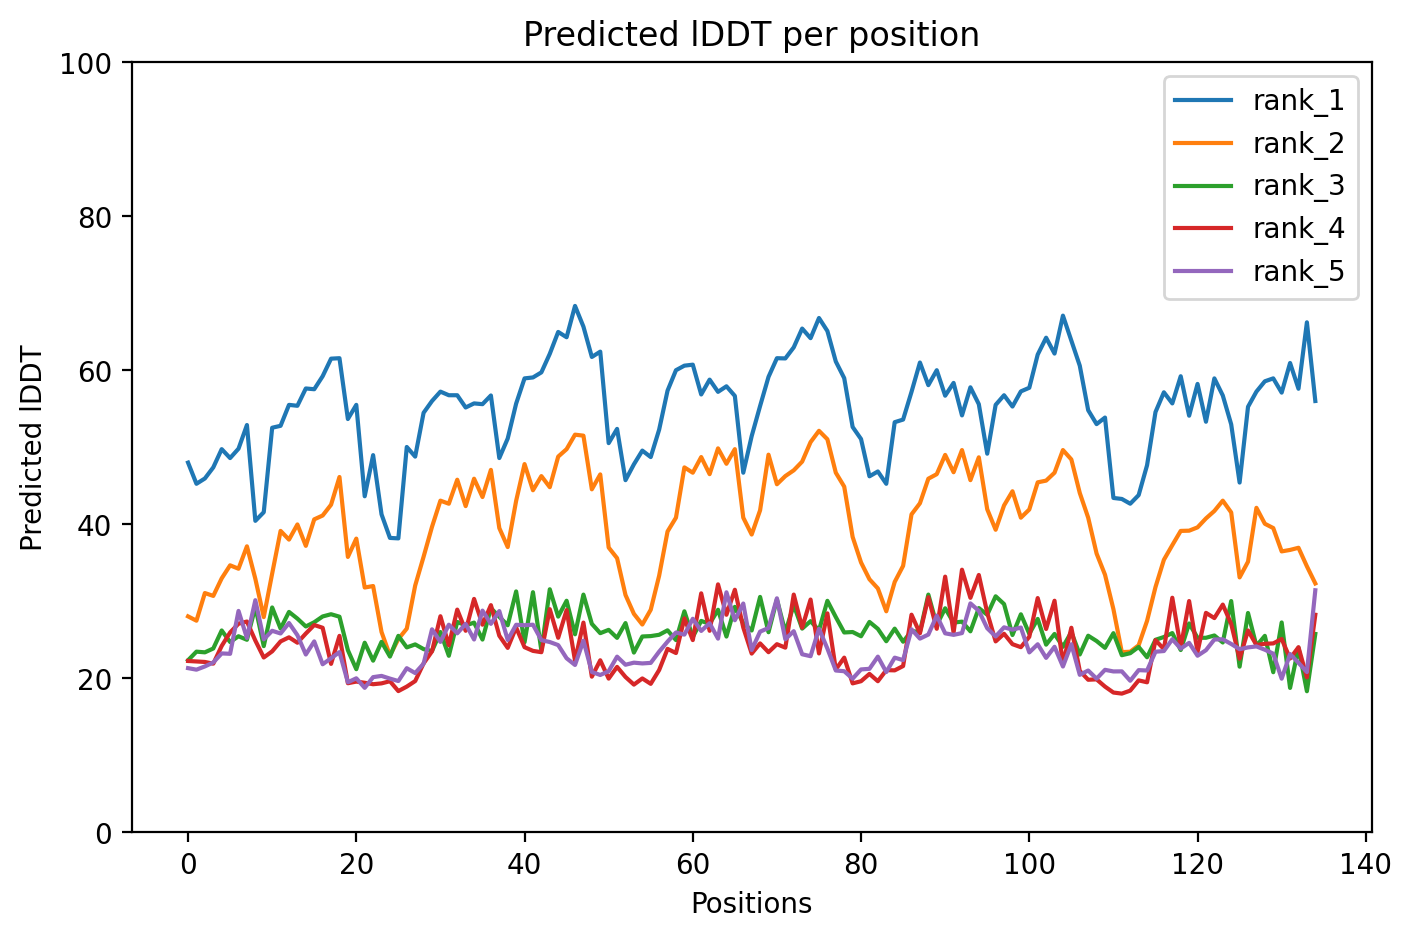 Predicted lDDT per position
100
80
60
40
20
0
Predicted lDDT
0 20 40 60 80 100 120 140
Positions
rank_1
rank_2
rank_3
rank_4
rank_5